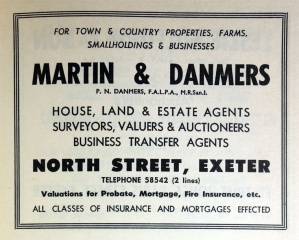 FOR TOWN & COUNTRY PROPERTIES, FARMS,
SMALLHOLDINGS & BUSINESSES
MARTIN & DANMERS
P. N. DANMERS, F.A.L.P.A., M.R.San.I.
HOUSE, LAND & ESTATE AGENTS
SURVEYORS, VALUERS & AUCTIONEERS
BUSINESS TRANSFER AGENTS
NORTH STREET, EXETER
TELEPHONE 58542 (2 lines)
Valuations for Probate, Mortgage, Fire Insurance, etc.
ALL CLASSES OF INSURANCE AND MORTGAGES EFFECTED